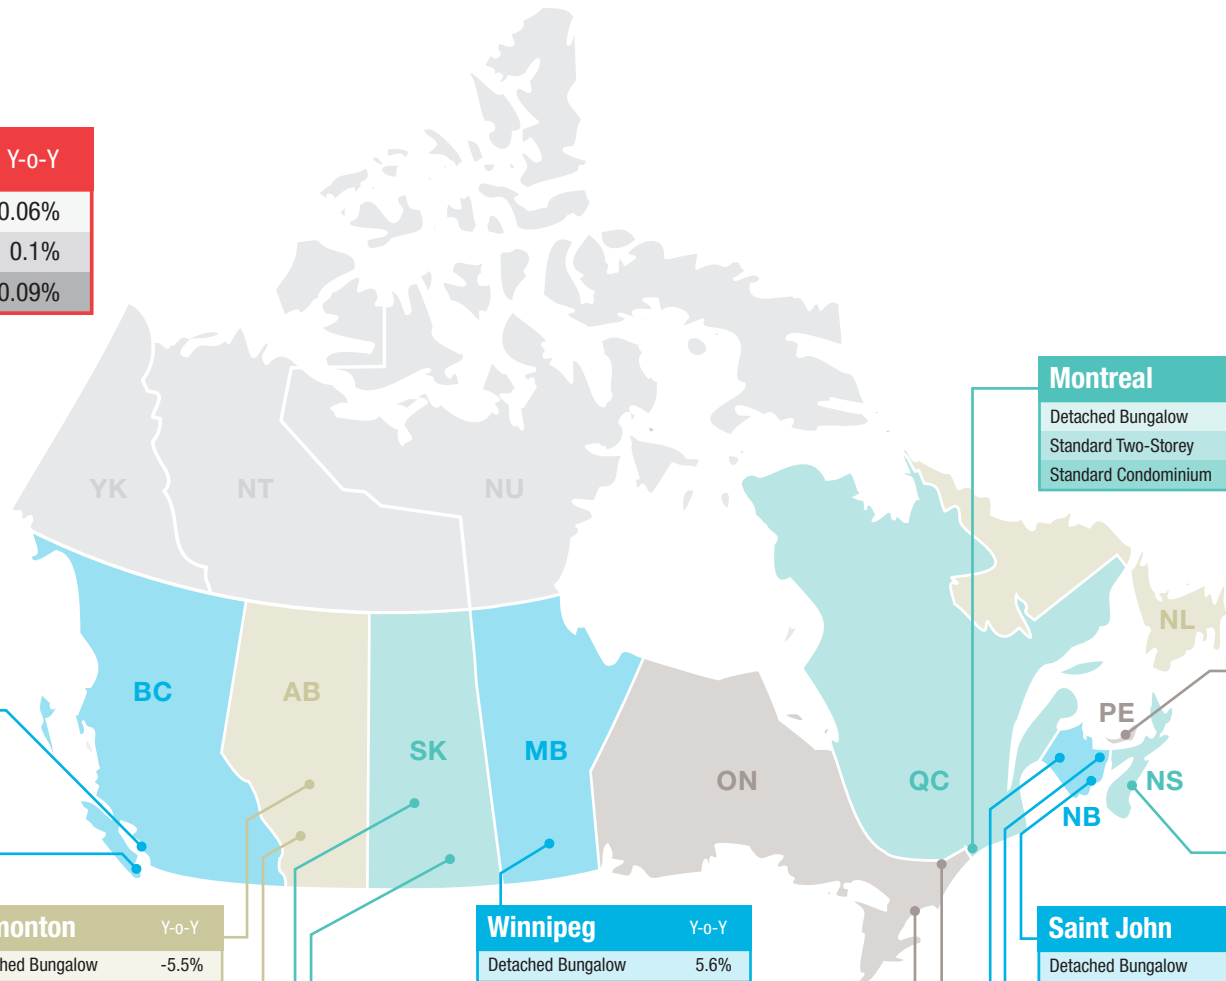 Y-o-Y
0.06%
0.1%
0.09%
Montreal
Detached Bungalow
Standard Two-Storey
Standard Condominium
YK
NT
NU
NL
BC
AB
PE
SK
MB
ON
QC
NS
NB
monton Y-o-Y
hed Bungalow -5.5%
Winnipeg Y-o-Y
Detached Bungalow 5.6%
Saint John
Detached Bungalow